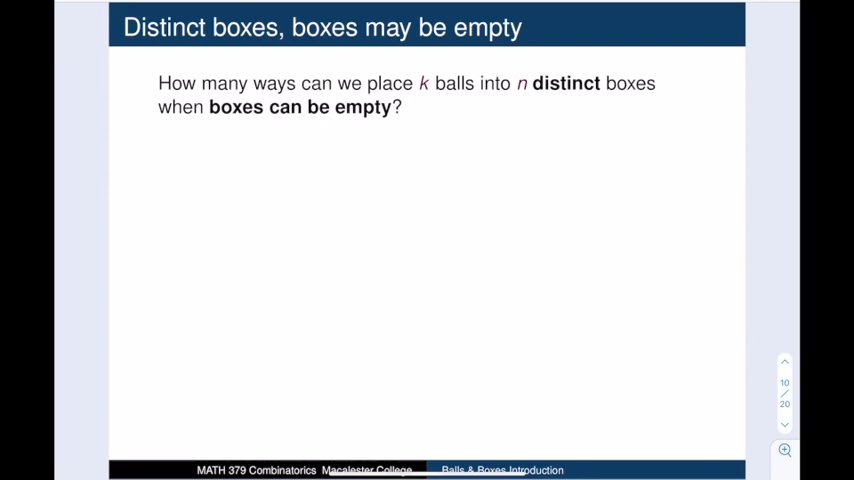 Distinct boxes, boxes may be empty
How many ways can we place k balls into n distinct boxes
when boxes can be empty?
10
/
20
MATH 379 Combinatorics Macalester College
Balls & Boxes Introduction